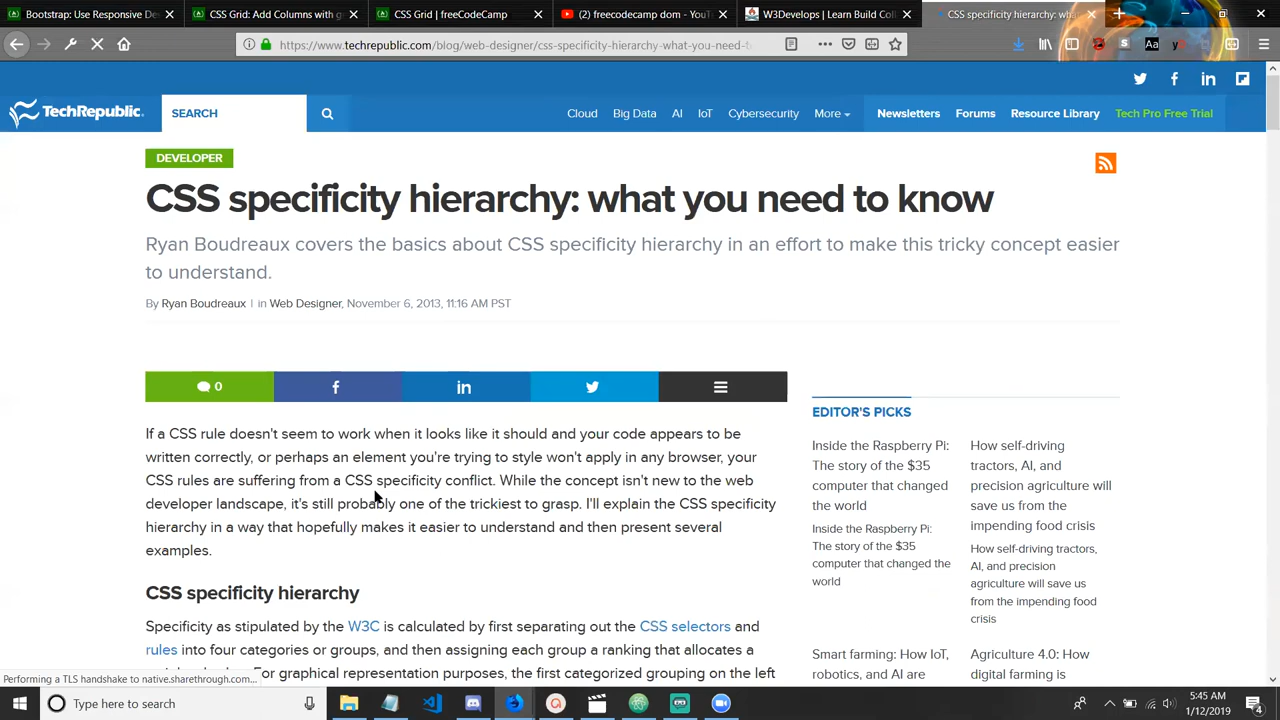 Bootstrap: Use Responsive De
CSS Grid: Add Columns with g
CSS Grid | freeCodeCamp
(2) freecodecamp dom - YouT
W3Develops | Learn Build Col
CSS specificity hierarchy: wha
https://www.techrepublic.com/blog/web-designer/css-specificity-hierarchy-what-you-need-t
TechRepublic.
SEARCH
Cloud
Big Data
AI
IoT
Cybersecurity
More
Newsletters
Forums
Resource Library
Tech Pro Free Trial
DEVELOPER
CSS specificity hierarchy: what you need to know
Ryan Boudreaux covers the basics about CSS specificity hierarchy in an effort to make this tricky concept easier
to understand.
By Ryan Boudreaux | in Web Designer, November 6, 2013, 11:16 AM PST
0
If a CSS rule doesn't seem to work when it looks like it should and your code appears to be
written correctly, or perhaps an element you're trying to style won't apply in any browser, your
CSS rules are suffering from a CSS specificity conflict. While the concept isn't new to the web
developer landscape, it's still probably one of the trickiest to grasp. I'll explain the CSS specificity
hierarchy in a way that hopefully makes it easier to understand and then present several
examples.
CSS specificity hierarchy
Specificity as stipulated by the W3C is calculated by first separating out the CSS selectors and
rules into four categories or groups, and then assigning each group a ranking that allocates a
For graphical representation purposes, the first categorized grouping on the left
EDITOR'S PICKS
Inside the Raspberry Pi:
The story of the $35
computer that changed
the world
Inside the Raspberry Pi:
The story of the $35
computer that changed the
world
Smart farming: How IoT,
robotics, and AI are
How self-driving
tractors, AI, and
precision agriculture will
save us from the
impending food crisis
How self-driving tractors,
AI, and precision
agriculture will save us
from the impending food
crisis
Agriculture 4.0: How
digital farming is
Performing a TLS handshake to native.sharethrough.com...
Type here to search
5:45 AM
1/12/2019
4